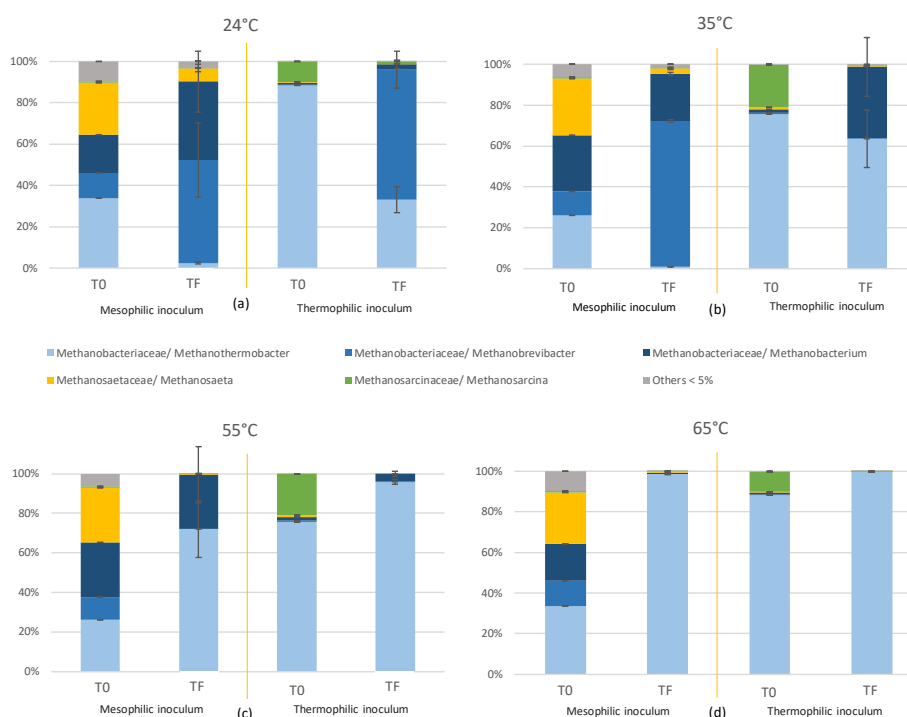 24°C
100%
80%
60%
40%
20%
0%
T0
TF
T0
TF
Mesophilic inoculum
(a)
Thermophilic inoculum
35°C
100%
80%
60%
40%
20%
0%
T0
TF
T0
TF
Mesophilic inoculum
(b)
Thermophilic inoculum
Methanobacteriaceae/ Methanothermobacter
Methanobacteriaceae/ Methanobrevibacter
Methanobacteriaceae/ Methanobacterium
Methanosaetaceae/ Methanosaeta
Methanosarcinaceae/ Methanosarcina
Others < 5%
55°C
100%
80%
60%
40%
20%
0%
T0
TF
T0
TF
Mesophilic inoculum
(c)
Thermophilic inoculum
65°C
100%
80%
60%
40%
20%
0%
T0
TF
T0
TF
Mesophilic inoculum
(d)
Thermophilic inoculum